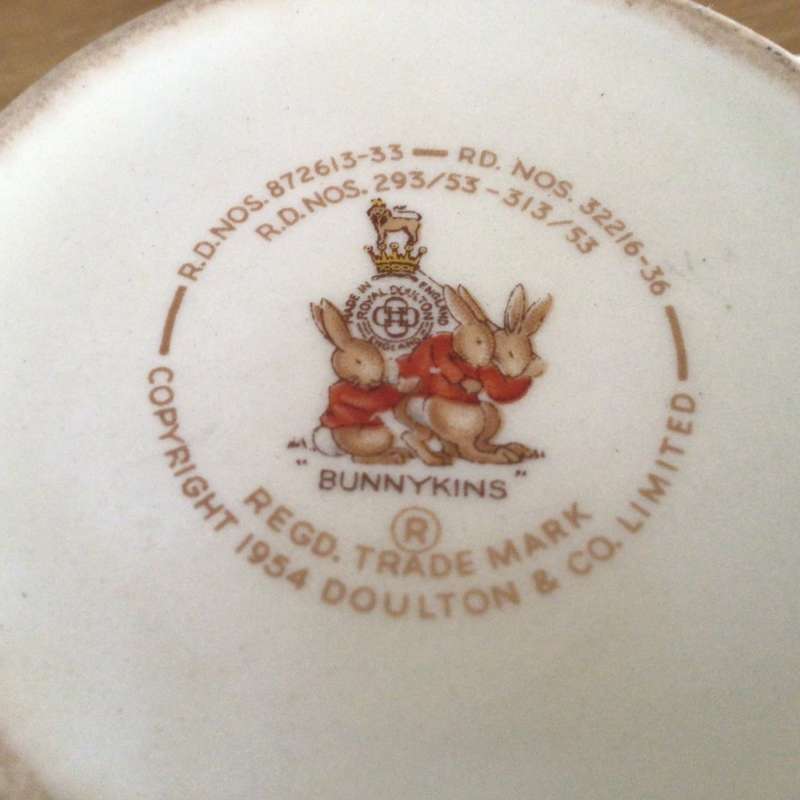 R.D. NOS. 872613-33 — RD. NOS. 32216-36
R.D. NOS. 293/53 - 313/53
MADE IN ENGLAND
ROYAL DOULTON
ENGLAND
"BUNNYKINS"
®
REGD. TRADE MARK
COPYRIGHT 1954 DOULTON & CO. LIMITED